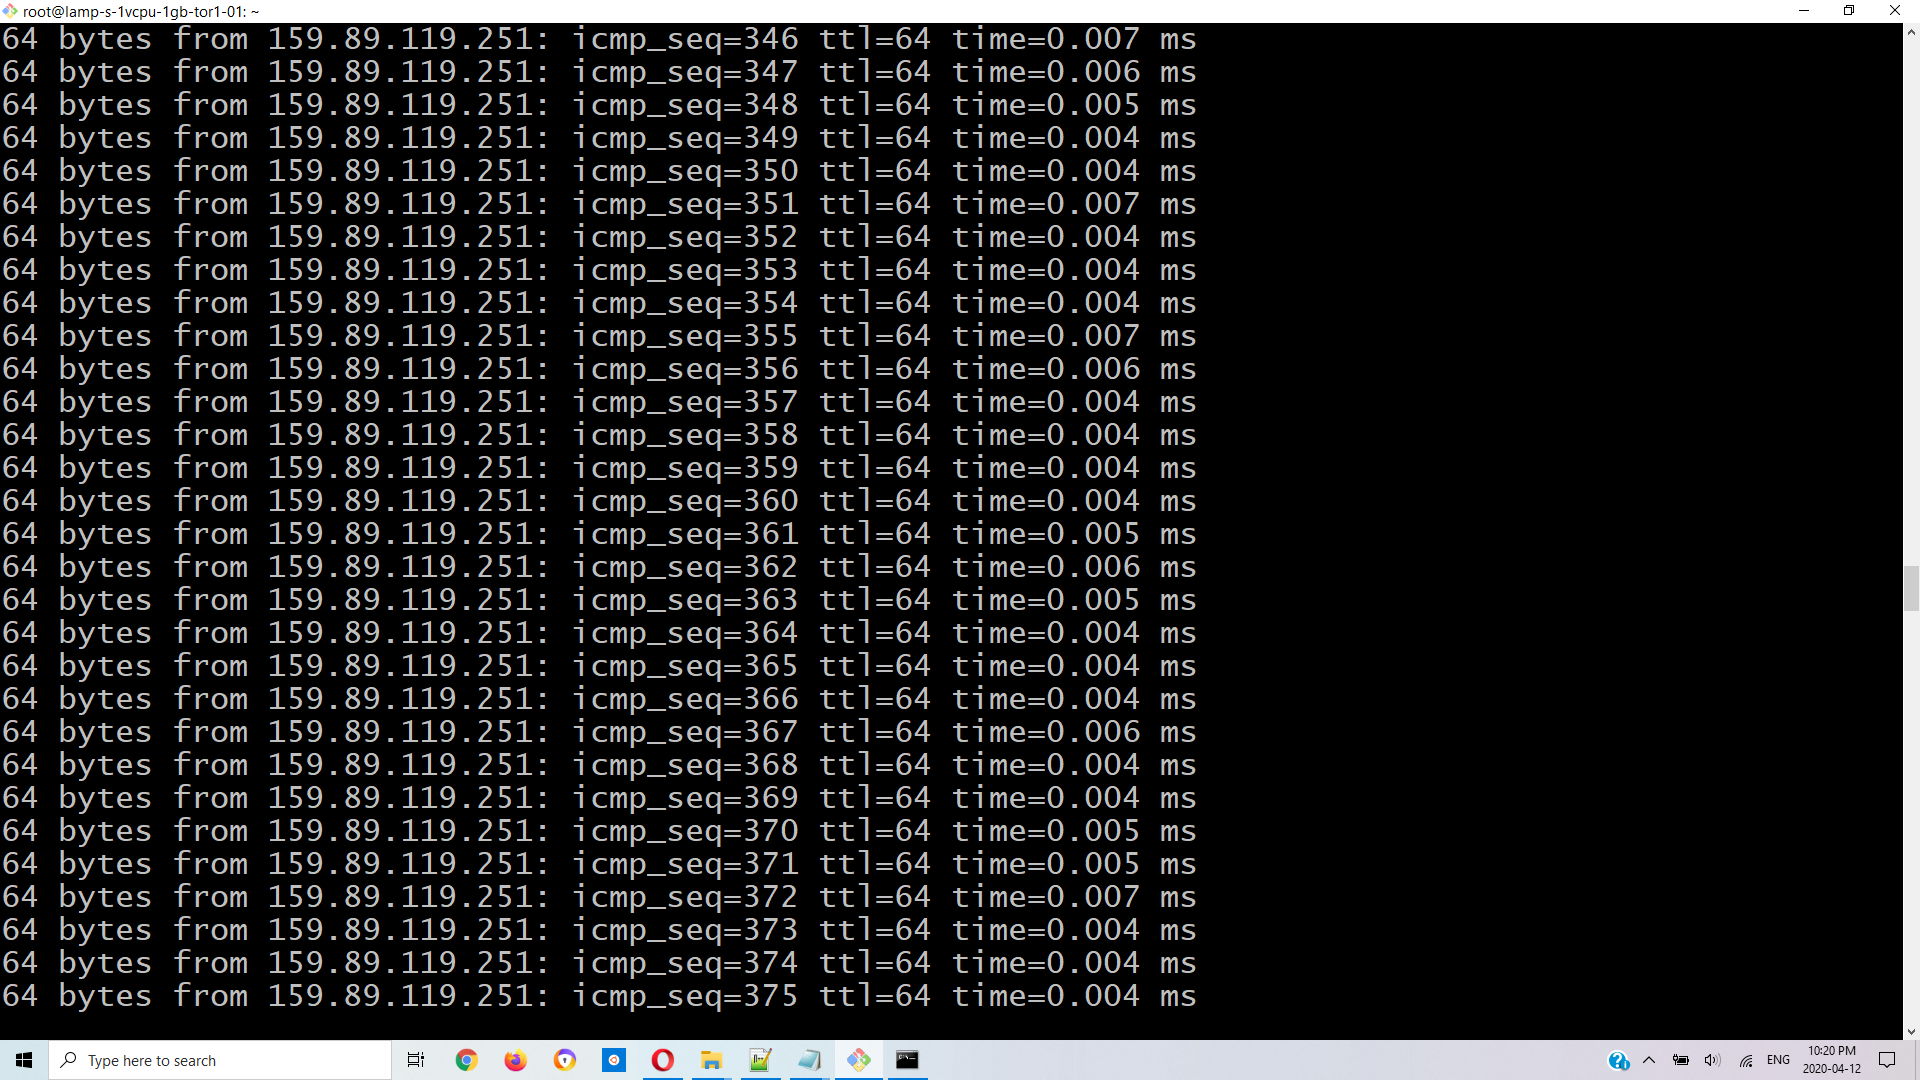 root@lamp-s-1vcpu-1gb-tor1-01: ~
64 bytes from 159.89.119.251: icmp_seq=346 ttl=64 time=0.007 ms
64 bytes from 159.89.119.251: icmp_seq=347 ttl=64 time=0.006 ms
64 bytes from 159.89.119.251: icmp_seq=348 ttl=64 time=0.005 ms
64 bytes from 159.89.119.251: icmp_seq=349 ttl=64 time=0.004 ms
64 bytes from 159.89.119.251: icmp_seq=350 ttl=64 time=0.004 ms
64 bytes from 159.89.119.251: icmp_seq=351 ttl=64 time=0.007 ms
64 bytes from 159.89.119.251: icmp_seq=352 ttl=64 time=0.004 ms
64 bytes from 159.89.119.251: icmp_seq=353 ttl=64 time=0.004 ms
64 bytes from 159.89.119.251: icmp_seq=354 ttl=64 time=0.004 ms
64 bytes from 159.89.119.251: icmp_seq=355 ttl=64 time=0.007 ms
64 bytes from 159.89.119.251: icmp_seq=356 ttl=64 time=0.006 ms
64 bytes from 159.89.119.251: icmp_seq=357 ttl=64 time=0.004 ms
64 bytes from 159.89.119.251: icmp_seq=358 ttl=64 time=0.004 ms
64 bytes from 159.89.119.251: icmp_seq=359 ttl=64 time=0.004 ms
64 bytes from 159.89.119.251: icmp_seq=360 ttl=64 time=0.004 ms
64 bytes from 159.89.119.251: icmp_seq=361 ttl=64 time=0.005 ms
64 bytes from 159.89.119.251: icmp_seq=362 ttl=64 time=0.006 ms
64 bytes from 159.89.119.251: icmp_seq=363 ttl=64 time=0.005 ms
64 bytes from 159.89.119.251: icmp_seq=364 ttl=64 time=0.004 ms
64 bytes from 159.89.119.251: icmp_seq=365 ttl=64 time=0.004 ms
64 bytes from 159.89.119.251: icmp_seq=366 ttl=64 time=0.004 ms
64 bytes from 159.89.119.251: icmp_seq=367 ttl=64 time=0.006 ms
64 bytes from 159.89.119.251: icmp_seq=368 ttl=64 time=0.004 ms
64 bytes from 159.89.119.251: icmp_seq=369 ttl=64 time=0.004 ms
64 bytes from 159.89.119.251: icmp_seq=370 ttl=64 time=0.005 ms
64 bytes from 159.89.119.251: icmp_seq=371 ttl=64 time=0.005 ms
64 bytes from 159.89.119.251: icmp_seq=372 ttl=64 time=0.007 ms
64 bytes from 159.89.119.251: icmp_seq=373 ttl=64 time=0.004 ms
64 bytes from 159.89.119.251: icmp_seq=374 ttl=64 time=0.004 ms
64 bytes from 159.89.119.251: icmp_seq=375 ttl=64 time=0.004 ms
Type here to search
ENG
10:20 PM
2020-04-12